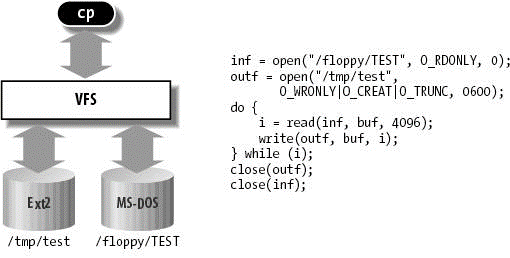 cp
VFS
Ext2
MS-DOS
/tmp/test
/floppy/TEST
inf = open("/floppy/TEST", O_RDONLY, 0);
outf = open("/tmp/test",
O_WRONLY|O_CREAT|O_TRUNC, 0600);
do {
i = read(inf, buf, 4096);
write(outf, buf, i);
} while (i);
close(outf);
close(inf);